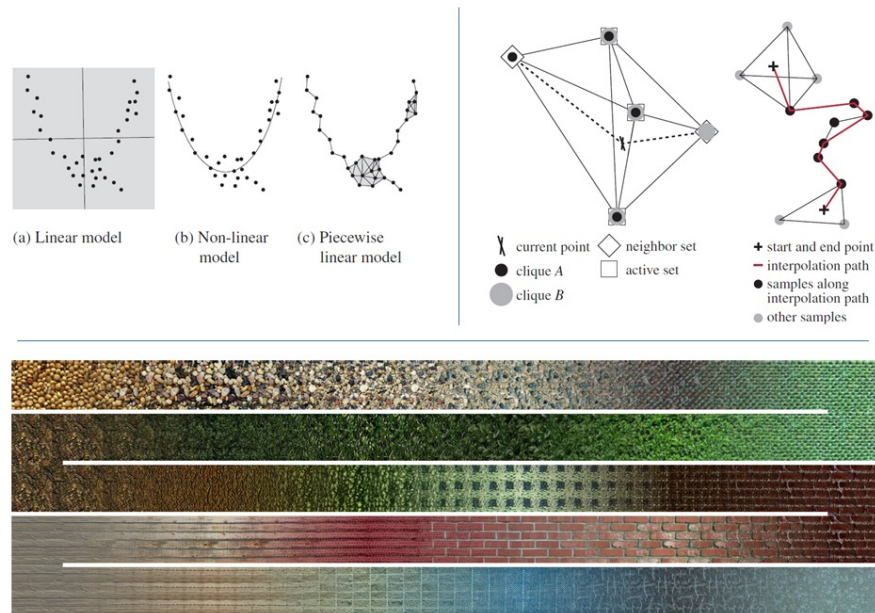 (a) Linear model
(b) Non-linear
model
(c) Piecewise
linear model
current point
clique A
clique B
neighbor set
active set
start and end point
interpolation path
samples along
interpolation path
other samples